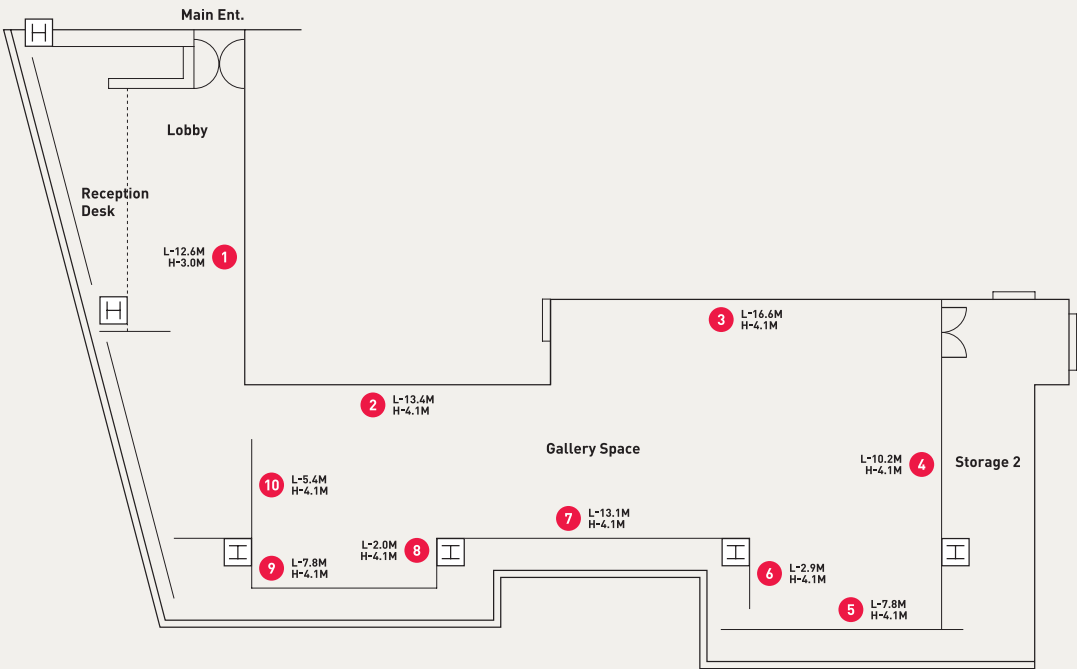 Main Ent.
Lobby
Reception
Desk
L-12.6M
H-3.0M
1
3
L-16.6M
H-4.1M
2
L-13.4M
H-4.1M
Gallery Space
L-10.2M
H-4.1M
4
Storage 2
10
L-5.4M
H-4.1M
7
L-13.1M
H-4.1M
L-2.0M
H-4.1M
8
9
L-7.8M
H-4.1M
6
L-2.9M
H-4.1M
5
L-7.8M
H-4.1M